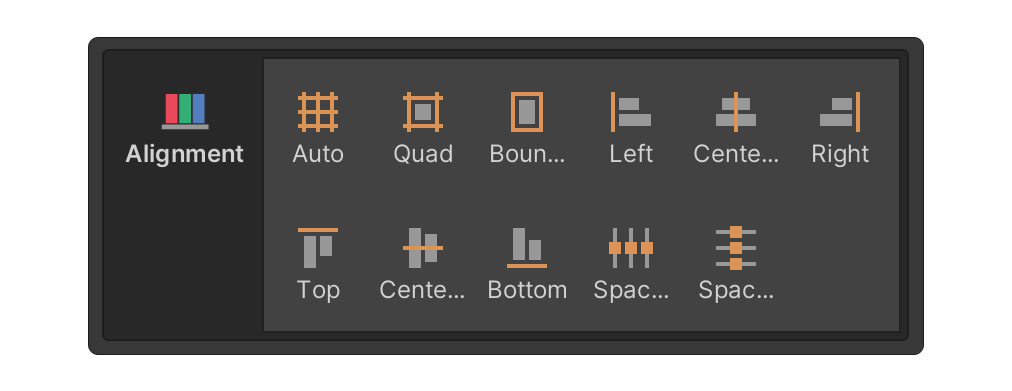 Alignment
Auto
Quad
Boun...
Left
Cente...
Right
Top
Cente...
Bottom
Spac...
Spac...